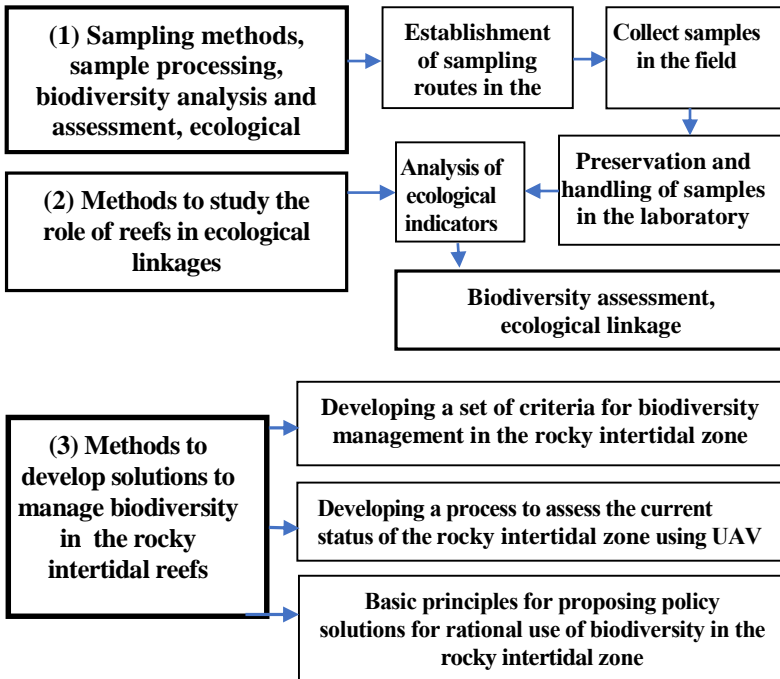 (1) Sampling methods,
sample processing,
biodiversity analysis and
assessment, ecological
Establishment
of sampling
routes in the
Collect samples
in the field
Preservation and
handling of samples
in the laboratory
(2) Methods to study the
role of reefs in ecological
linkages
Analysis of
ecological
indicators
Biodiversity assessment,
ecological linkage
(3) Methods to
develop solutions to
manage biodiversity
in the rocky
intertidal reefs
Developing a set of criteria for biodiversity
management in the rocky intertidal zone
Developing a process to assess the current
status of the rocky intertidal zone using UAV
Basic principles for proposing policy
solutions for rational use of biodiversity in the
rocky intertidal zone